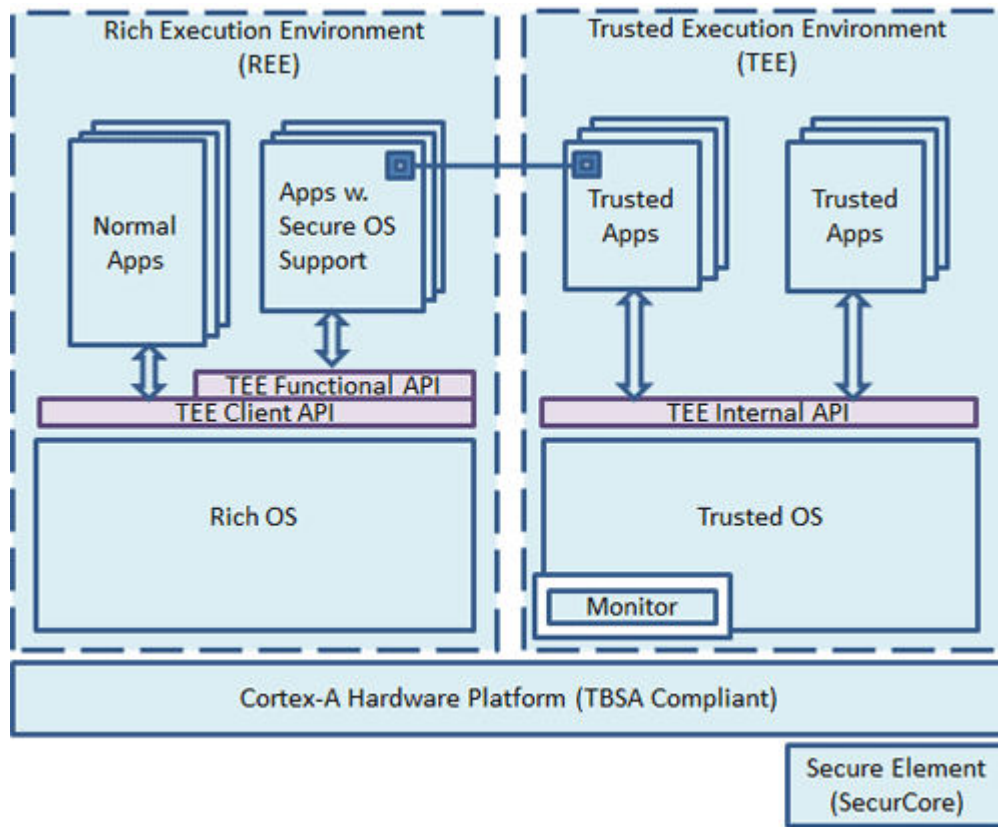 Rich Execution Environment
(REE)
Trusted Execution Environment
(TEE)
Normal
Apps
Apps w.
Secure OS
Support
Trusted
Apps
Trusted
Apps
TEE Functional API
TEE Client API
TEE Internal API
Rich OS
Trusted OS
Monitor
Cortex-A Hardware Platform (TBSA Compliant)
Secure Element
(SecurCore)